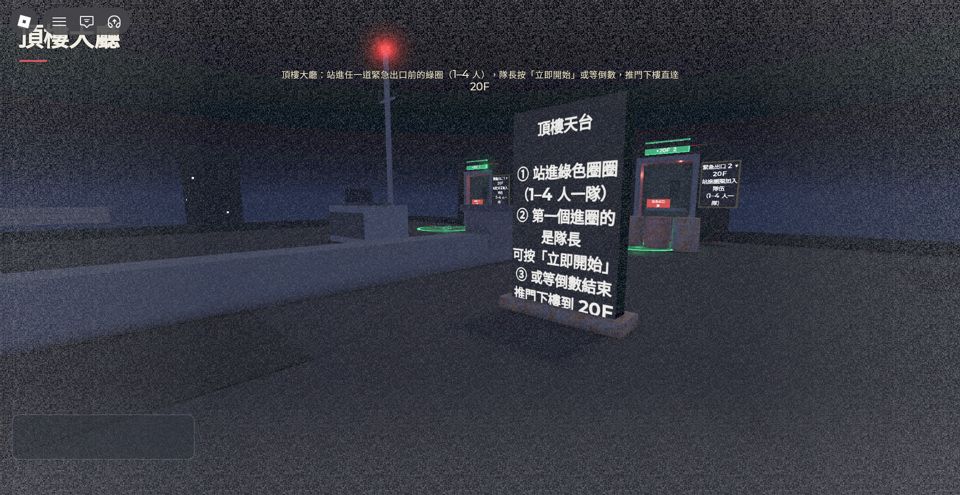 頂樓大廳
頂樓大廳：站進任一道緊急出口前的綠圈（1–4 人），隊長按「立即開始」或等倒數，推門下樓直達
20F
頂樓天台
① 站進綠色圈圈
（1–4 人一隊）
② 第一個進圈的
是隊長
可按「立即開始」
③ 或等倒數結束
推門下樓到 20F
緊急出口 2
20F
站進圈圈加入
隊伍
（1–4 人一
隊）